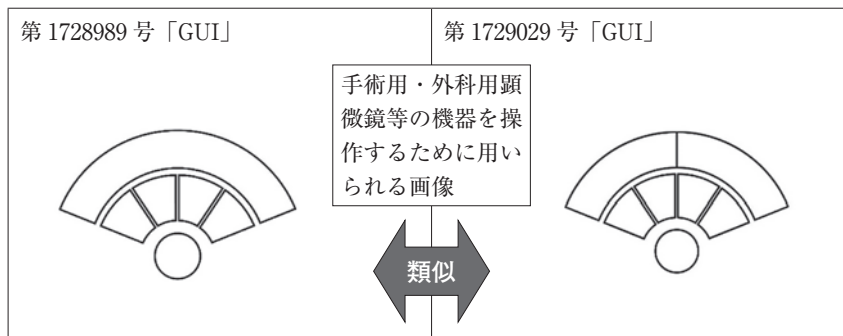 第 1728989 号「GUI」
第 1729029 号「GUI」
手術用・外科用顕
微鏡等の機器を操
作するために用い
られる画像
類似